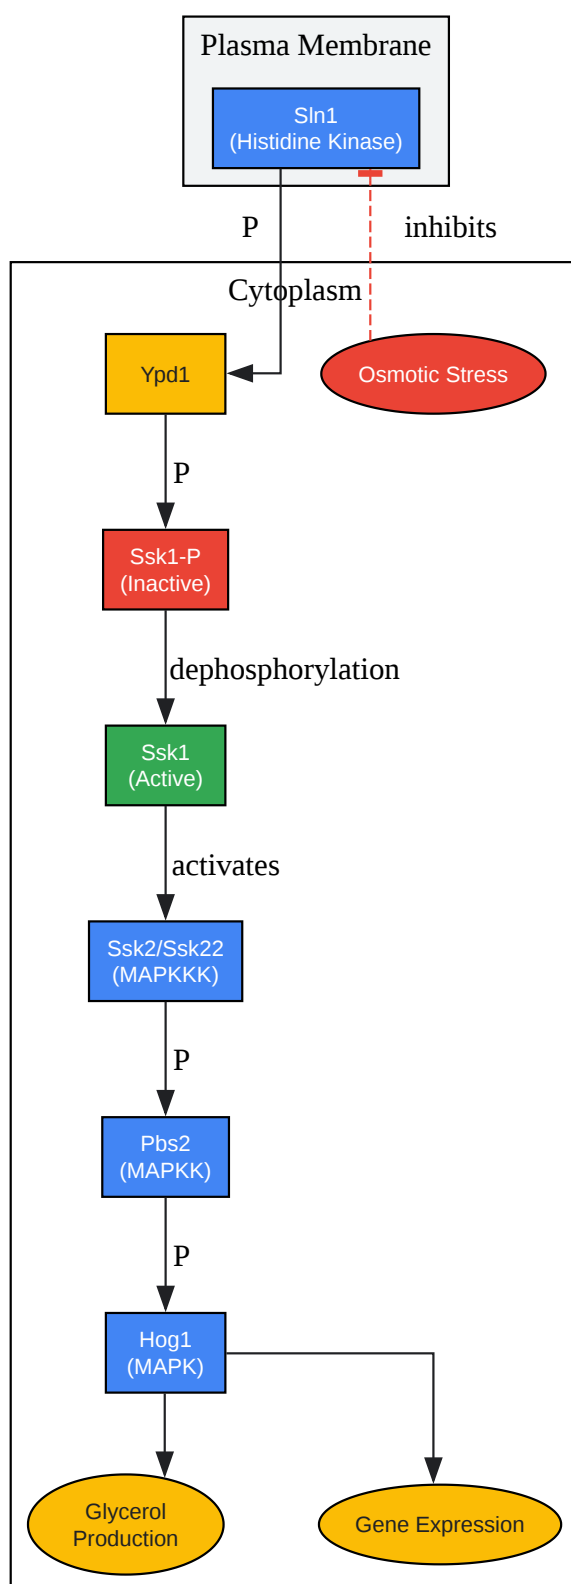 Plasma Membrane
Sln1
(Histidine Kinase)
P
inhibits
Cytoplasm
Ypd1
Osmotic Stress
P
Ssk1-P
(Inactive)
dephosphorylation
Ssk1
(Active)
activates
Ssk2/Ssk22
(MAPKKK)
P
Pbs2
(MAPKK)
P
Hog1
(MAPK)
Glycerol
Production
Gene Expression